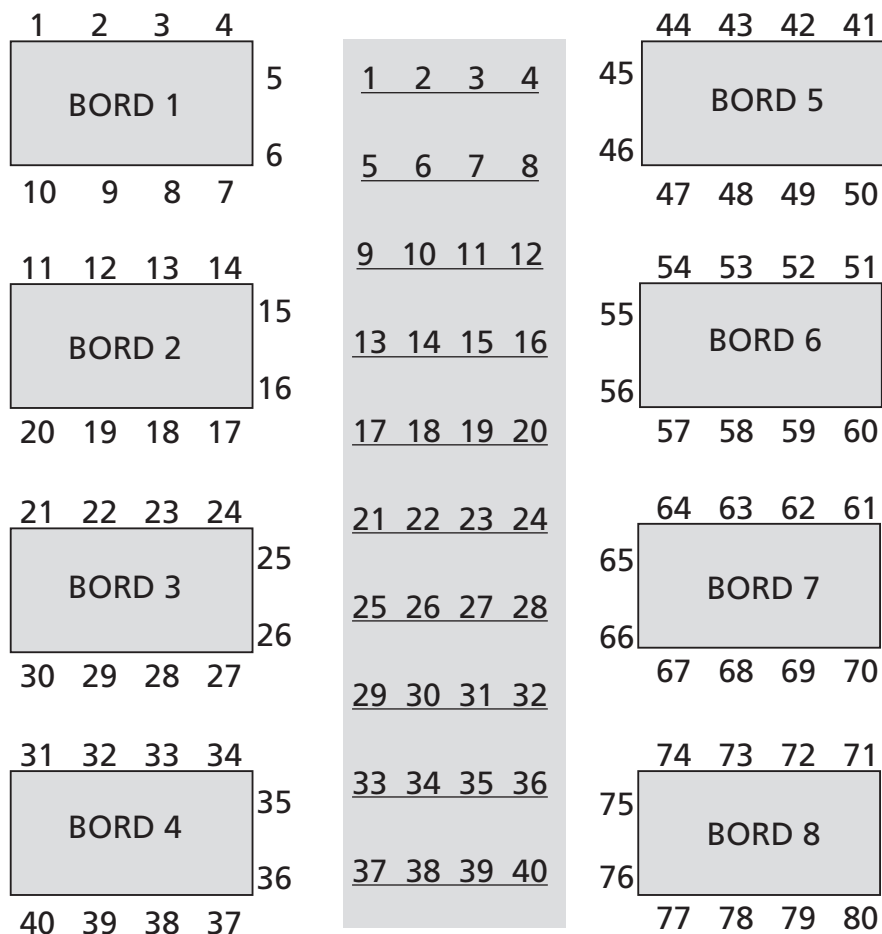 1 2 3 4
BORD 1
5
6
10 9 8 7
11 12 13 14
BORD 2
15
16
20 19 18 17
21 22 23 24
BORD 3
25
26
30 29 28 27
31 32 33 34
BORD 4
35
36
40 39 38 37
1 2 3 4
5 6 7 8
9 10 11 12
13 14 15 16
17 18 19 20
21 22 23 24
25 26 27 28
29 30 31 32
33 34 35 36
37 38 39 40
44 43 42 41
45
BORD 5
46
47 48 49 50
54 53 52 51
55
BORD 6
56
57 58 59 60
64 63 62 61
65
BORD 7
66
67 68 69 70
74 73 72 71
75
BORD 8
76
77 78 79 80